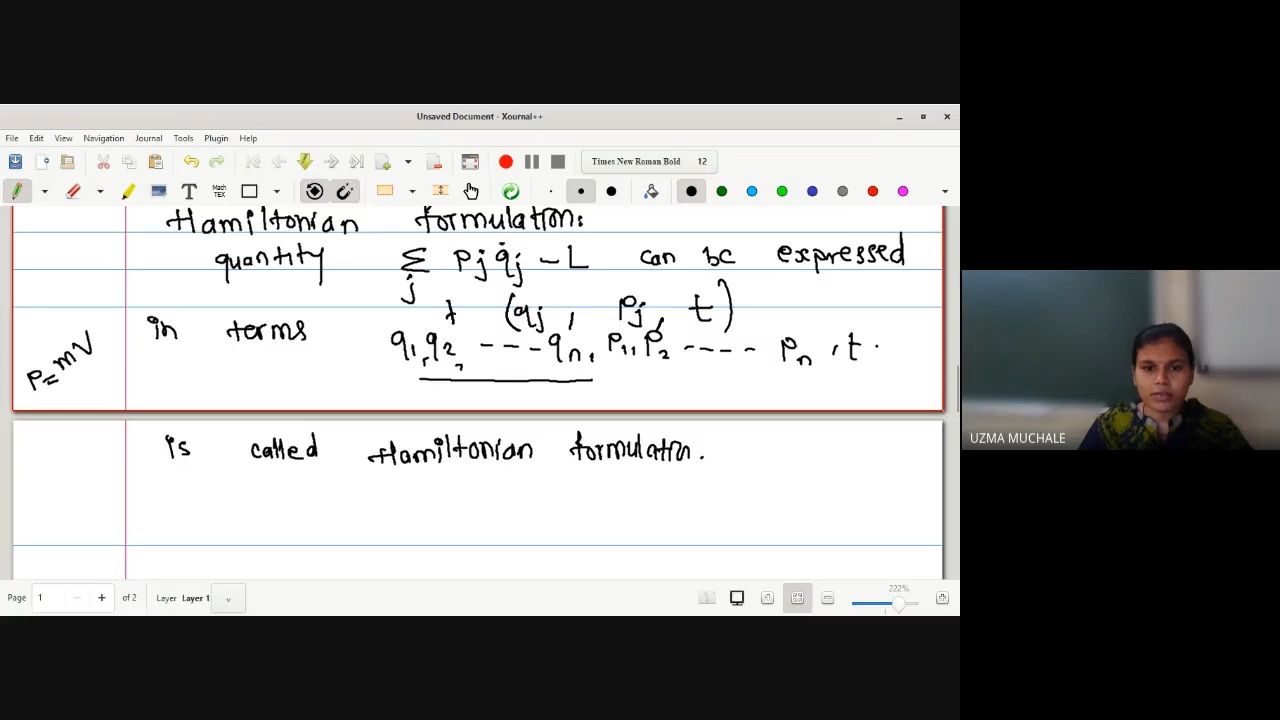 Unsaved Document - Xournal++
File Edit View Navigation Journal Tools Plugin Help
Times New Roman Bold 12
Hamiltonian formulation:
quantity Σ pj q̇j - L can be expressed
j
(qj, pj, t)
in terms q1, q2, ---- qn, p1, p2 ----- pn, t.
P=mV
is called Hamiltonian formulatn.
UZMA MUCHALE
Page 1 of 2 Layer Layer 1
222%